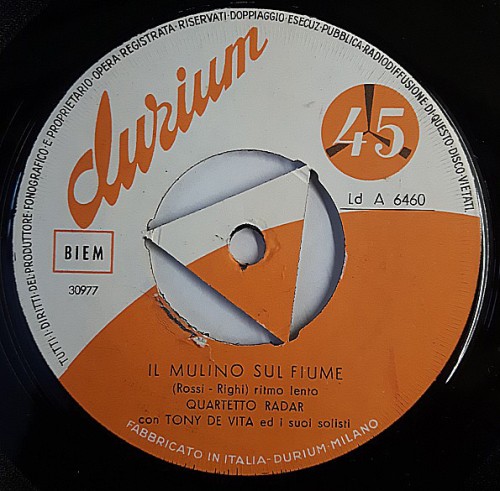 TUTTI I DIRITTI DEL PRODUTTORE FONOGRAFICO E PROPRIETARIO OPERA REGISTRATA · RISERVATI · DOPPIAGGIO · ESECUZ · PUBBLICA · RADIODIFFUSIONE DI QUESTO DISCO VIETATI
durium
45
Ld A 6460
BIEM
30977
IL MULINO SUL FIUME
(Rossi - Righi) ritmo lento
QUARTETTO RADAR
con TONY DE VITA ed i suoi solisti
FABBRICATO IN ITALIA - DURIUM - MILANO